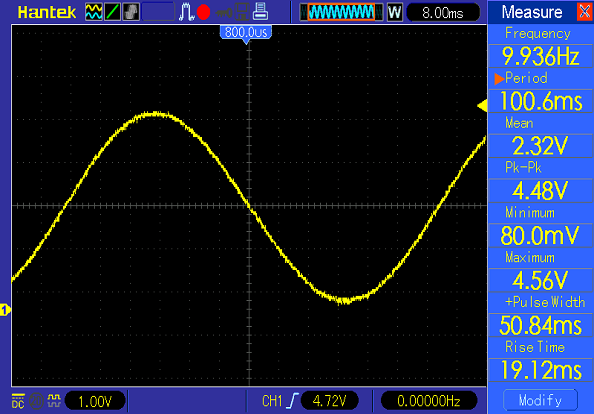 Hantek W 8.00ms Measure
800.0us
Frequency
9.936Hz
Period
100.6ms
Mean
2.32V
Pk-Pk
4.48V
Minimum
80.0mV
Maximum
4.56V
+Pulse Width
50.84ms
Rise Time
19.12ms
Modify
1
DC 1.00V CH1 4.72V 0.00000Hz